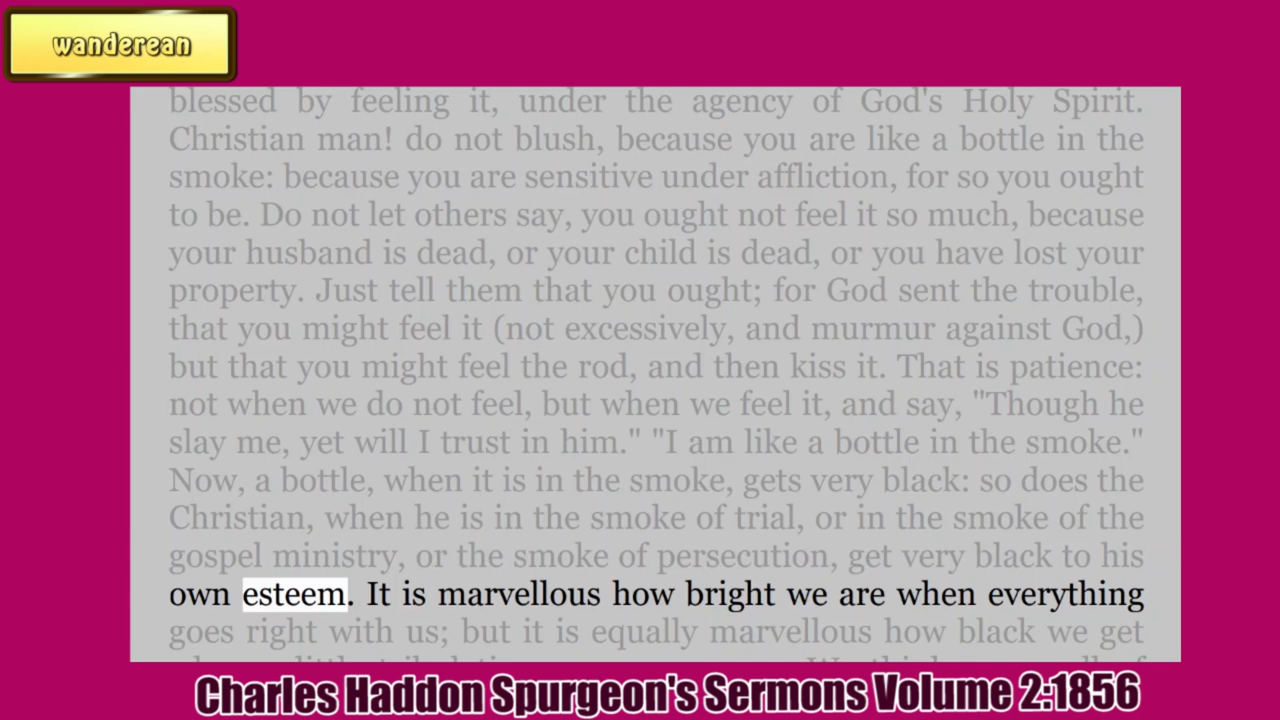 wanderean
blessed by feeling it, under the agency of God's Holy Spirit.
Christian man! do not blush, because you are like a bottle in the
smoke: because you are sensitive under affliction, for so you ought
to be. Do not let others say, you ought not feel it so much, because
your husband is dead, or your child is dead, or you have lost your
property. Just tell them that you ought; for God sent the trouble,
that you might feel it (not excessively, and murmur against God,)
but that you might feel the rod, and then kiss it. That is patience:
not when we do not feel, but when we feel it, and say, "Though he
slay me, yet will I trust in him." "I am like a bottle in the smoke."
Now, a bottle, when it is in the smoke, gets very black: so does the
Christian, when he is in the smoke of trial, or in the smoke of the
gospel ministry, or the smoke of persecution, get very black to his
own esteem. It is marvellous how bright we are when everything
goes right with us; but it is equally marvellous how black we get
Charles Haddon Spurgeon's Sermons Volume 2:1856